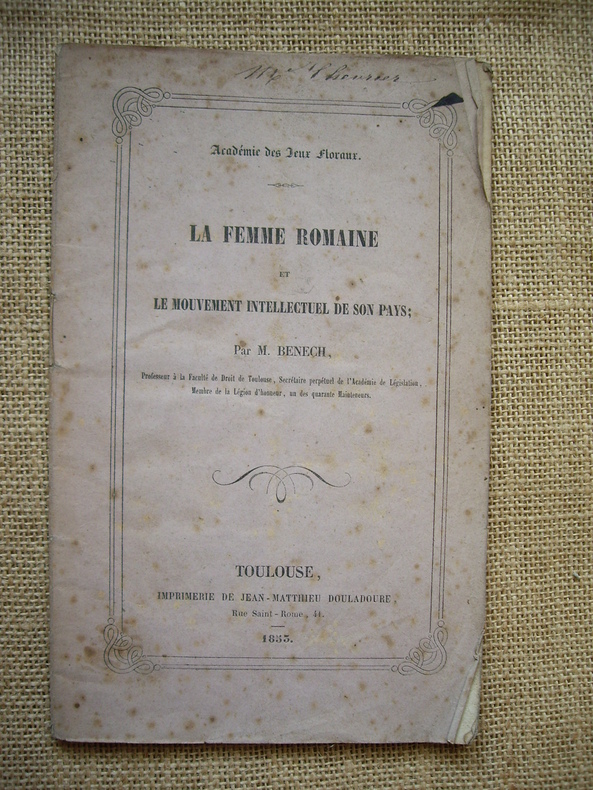 Académie des Jeux Floraux.
LA FEMME ROMAINE
ET
LE MOUVEMENT INTELLECTUEL DE SON PAYS;
Par M. BENECH,
Professeur à la Faculté de Droit de Toulouse, Secrétaire perpétuel de l'Académie de Législation,
Membre de la Légion d'honneur, un des quarante Mainteneurs.
TOULOUSE,
IMPRIMERIE DE JEAN-MATTHIEU DOULADOURE,
Rue Saint-Rome, 41.